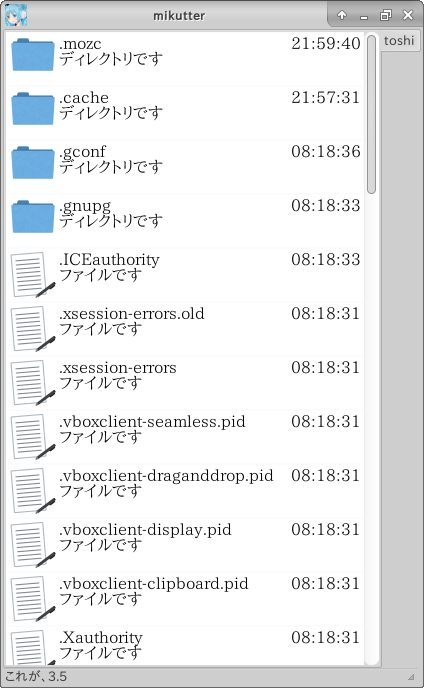 mikutter
toshi
.mozc 21:59:40
ディレクトリです
.cache 21:57:31
ディレクトリです
.gconf 08:18:36
ディレクトリです
.gnupg 08:18:33
ディレクトリです
.ICEauthority 08:18:33
ファイルです
.xsession-errors.old 08:18:31
ファイルです
.xsession-errors 08:18:31
ファイルです
.vboxclient-seamless.pid 08:18:31
ファイルです
.vboxclient-draganddrop.pid 08:18:31
ファイルです
.vboxclient-display.pid 08:18:31
ファイルです
.vboxclient-clipboard.pid 08:18:31
ファイルです
.Xauthority 08:18:31
ファイルです
これが、3.5